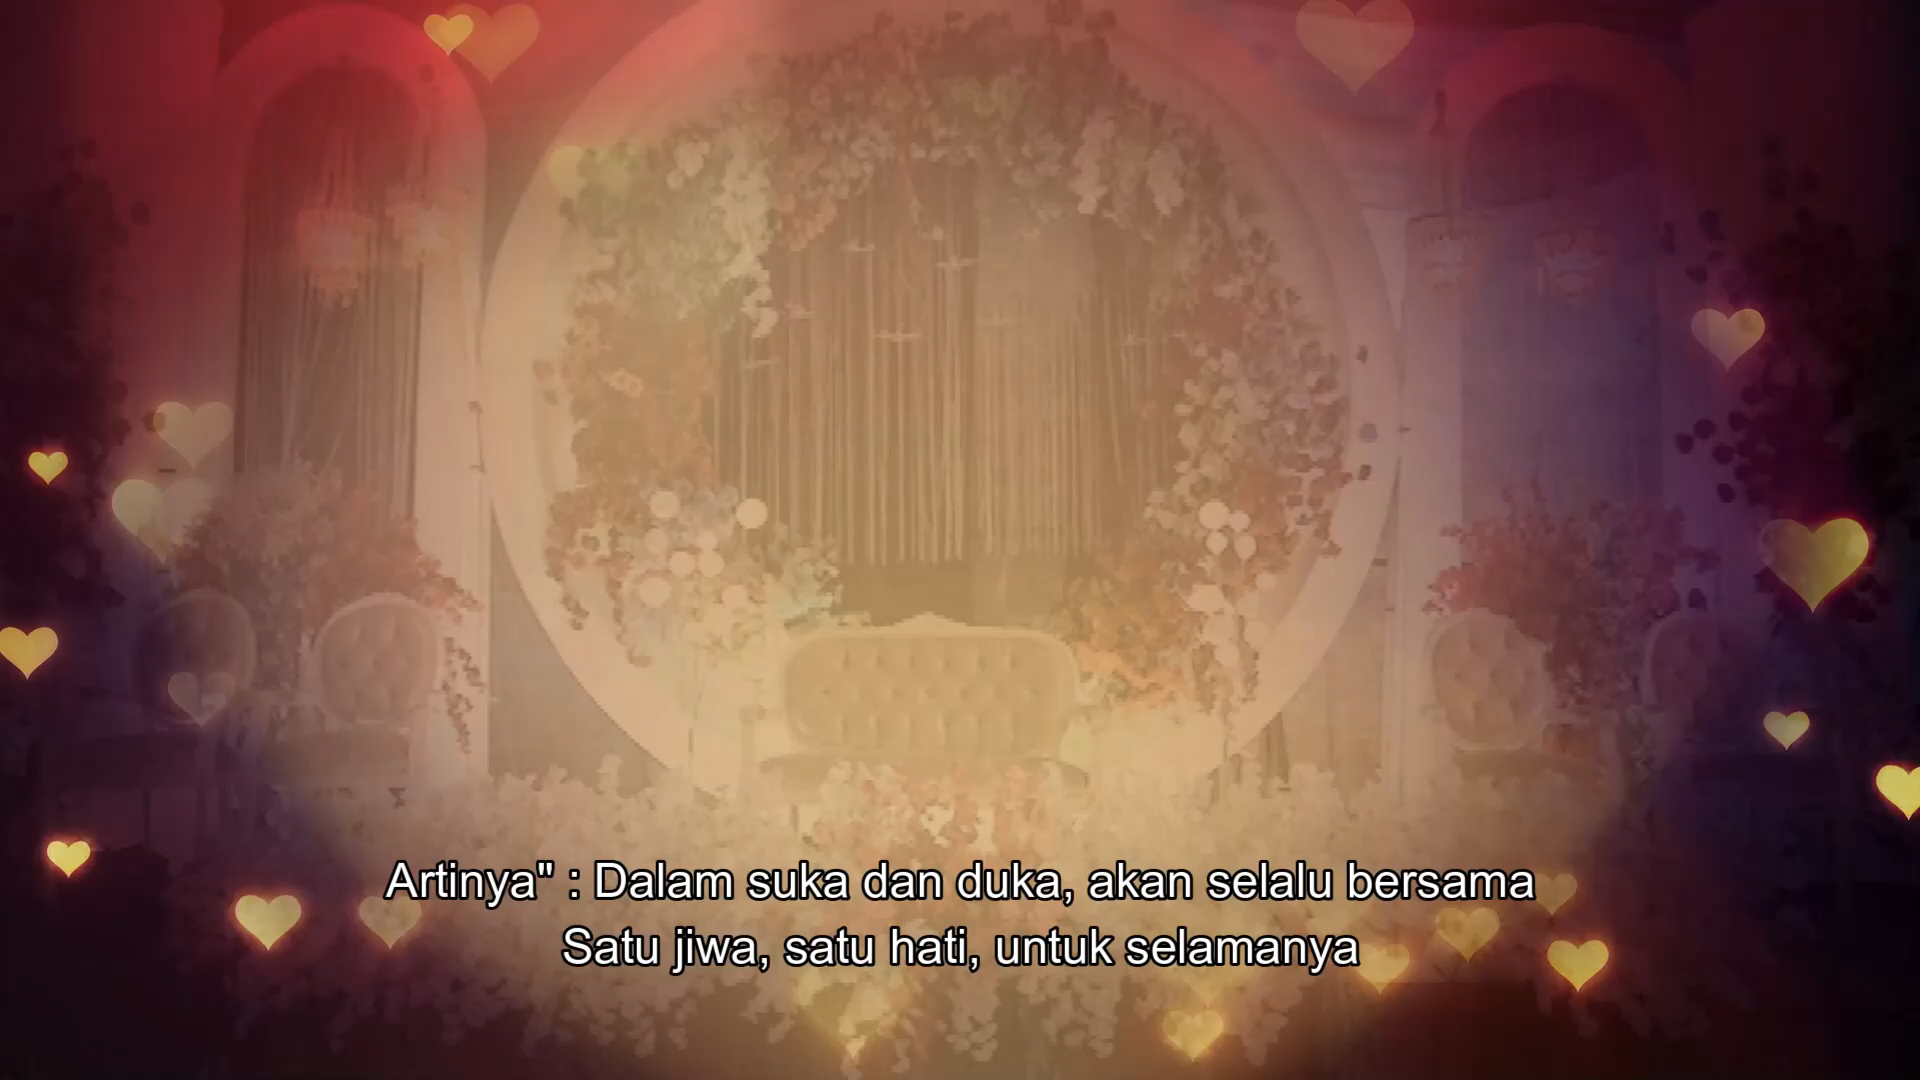 Artinya" : Dalam suka dan duka, akan selalu bersama
Satu jiwa, satu hati, untuk selamanya